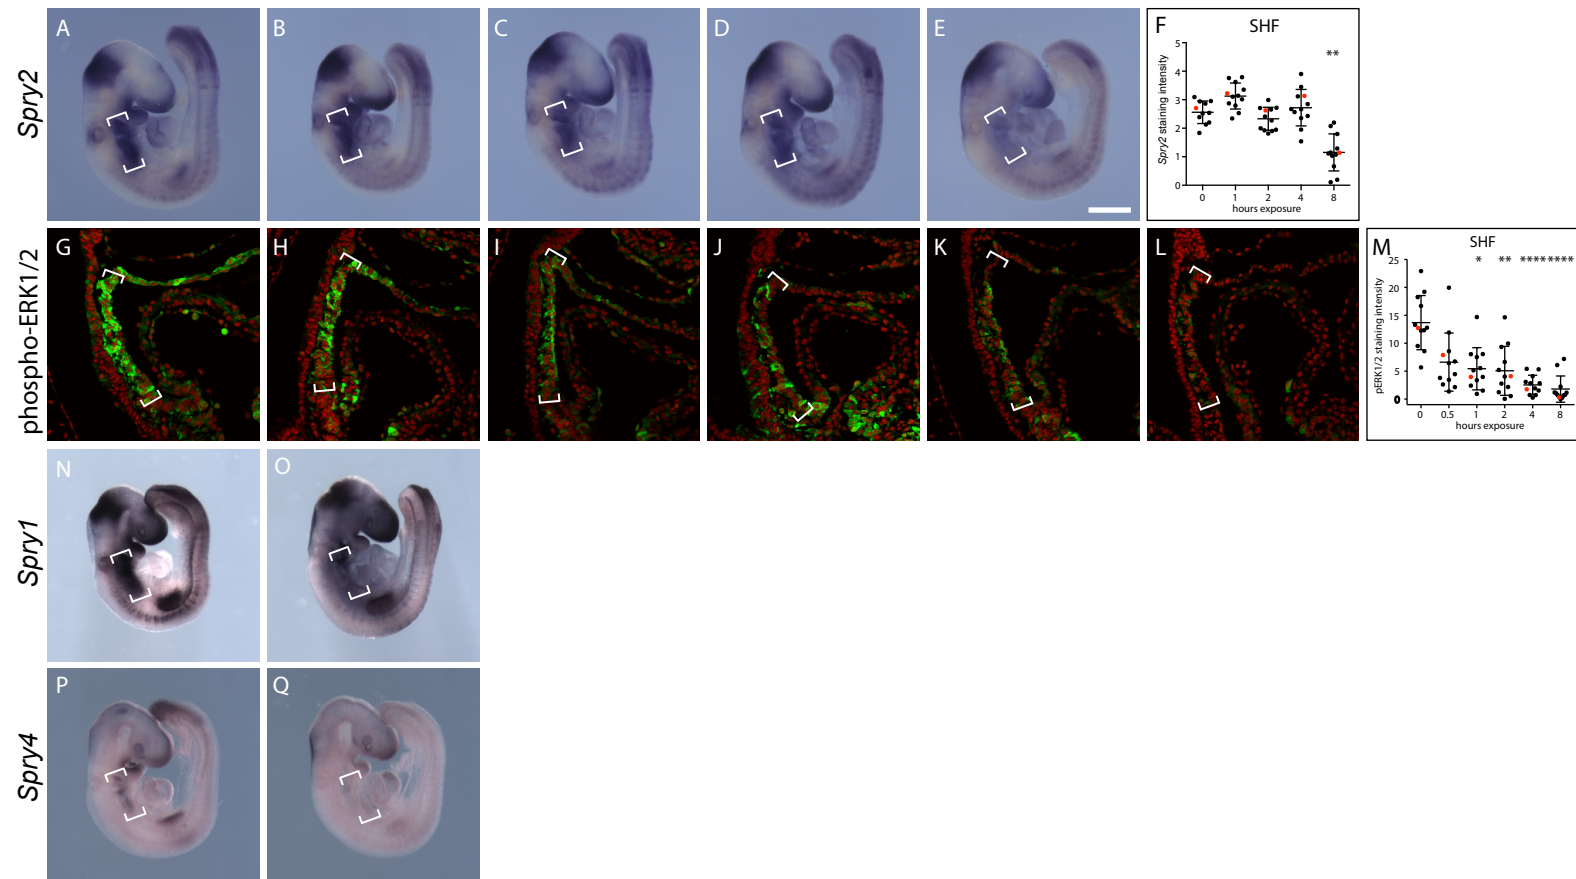 Spry2
A
B
C
D
E
F
SHF
**
Spry2 staining intensity
5
4
3
2
1
0
0 1 2 4 8
hours exposure
phospho-ERK1/2
G
H
I
J
K
L
M
SHF
* ** **** ****
pERK1/2 staining intensity
25
20
15
10
5
0
0 0.5 1 2 4 8
hours exposure
Spry1
N
O
Spry4
P
Q